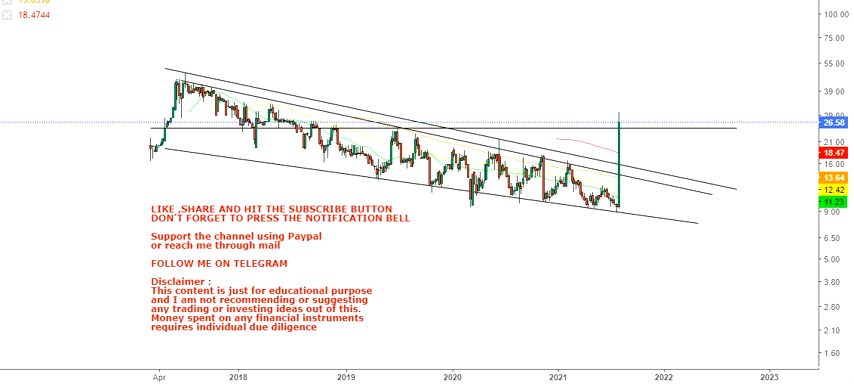 18.4744
100.00
75.00
55.00
39.00
26.58
21.00
18.47
16.00
13.64
12.42
11.23
9.00
6.50
5.00
3.80
2.80
2.10
1.60
LIKE ,SHARE AND HIT THE SUBSCRIBE BUTTON
DON'T FORGET TO PRESS THE NOTIFICATION BELL
Support the channel using Paypal
or reach me through mail
FOLLOW ME ON TELEGRAM
Disclaimer :
This content is just for educational purpose
and I am not recommending or suggesting
any trading or investing ideas out of this.
Money spent on any financial instruments
requires individual due diligence
Apr 2018 2019 2020 2021 2022 2023